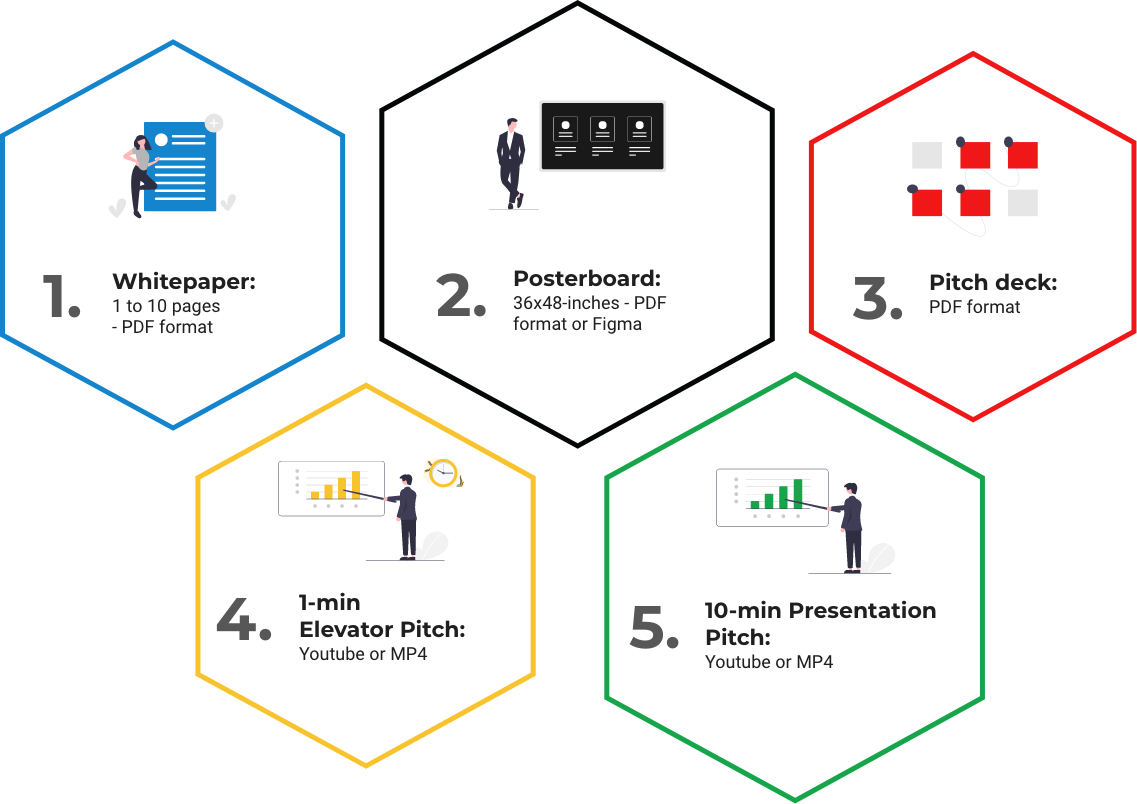 1.
Whitepaper:
1 to 10 pages
- PDF format
2.
Posterboard:
36x48-inches - PDF
format or Figma
3.
Pitch deck:
PDF format
4.
1-min
Elevator Pitch:
Youtube or MP4
5.
10-min Presentation
Pitch:
Youtube or MP4